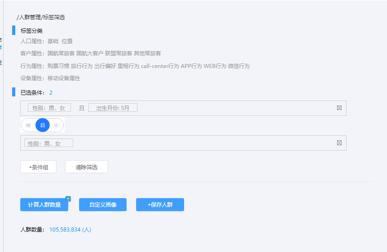 /人群管理/标签筛选
标签分类
人口属性：基础 位置
客户属性：国航常旅客 国航大客户 联盟常旅客 其他常旅客
行为属性：购票习惯 旅行行为 出行偏好 里程行为 call-center行为 APP行为 WEB行为 微信行为
设备属性：移动设备属性
已选条件： 2
性别：男、女 且 出生月份: 5月
且
性别：男、女
+条件组 清除筛选
计算人群数量 自定义画像 +保存人群
人群数量： 105,583,834 (人)